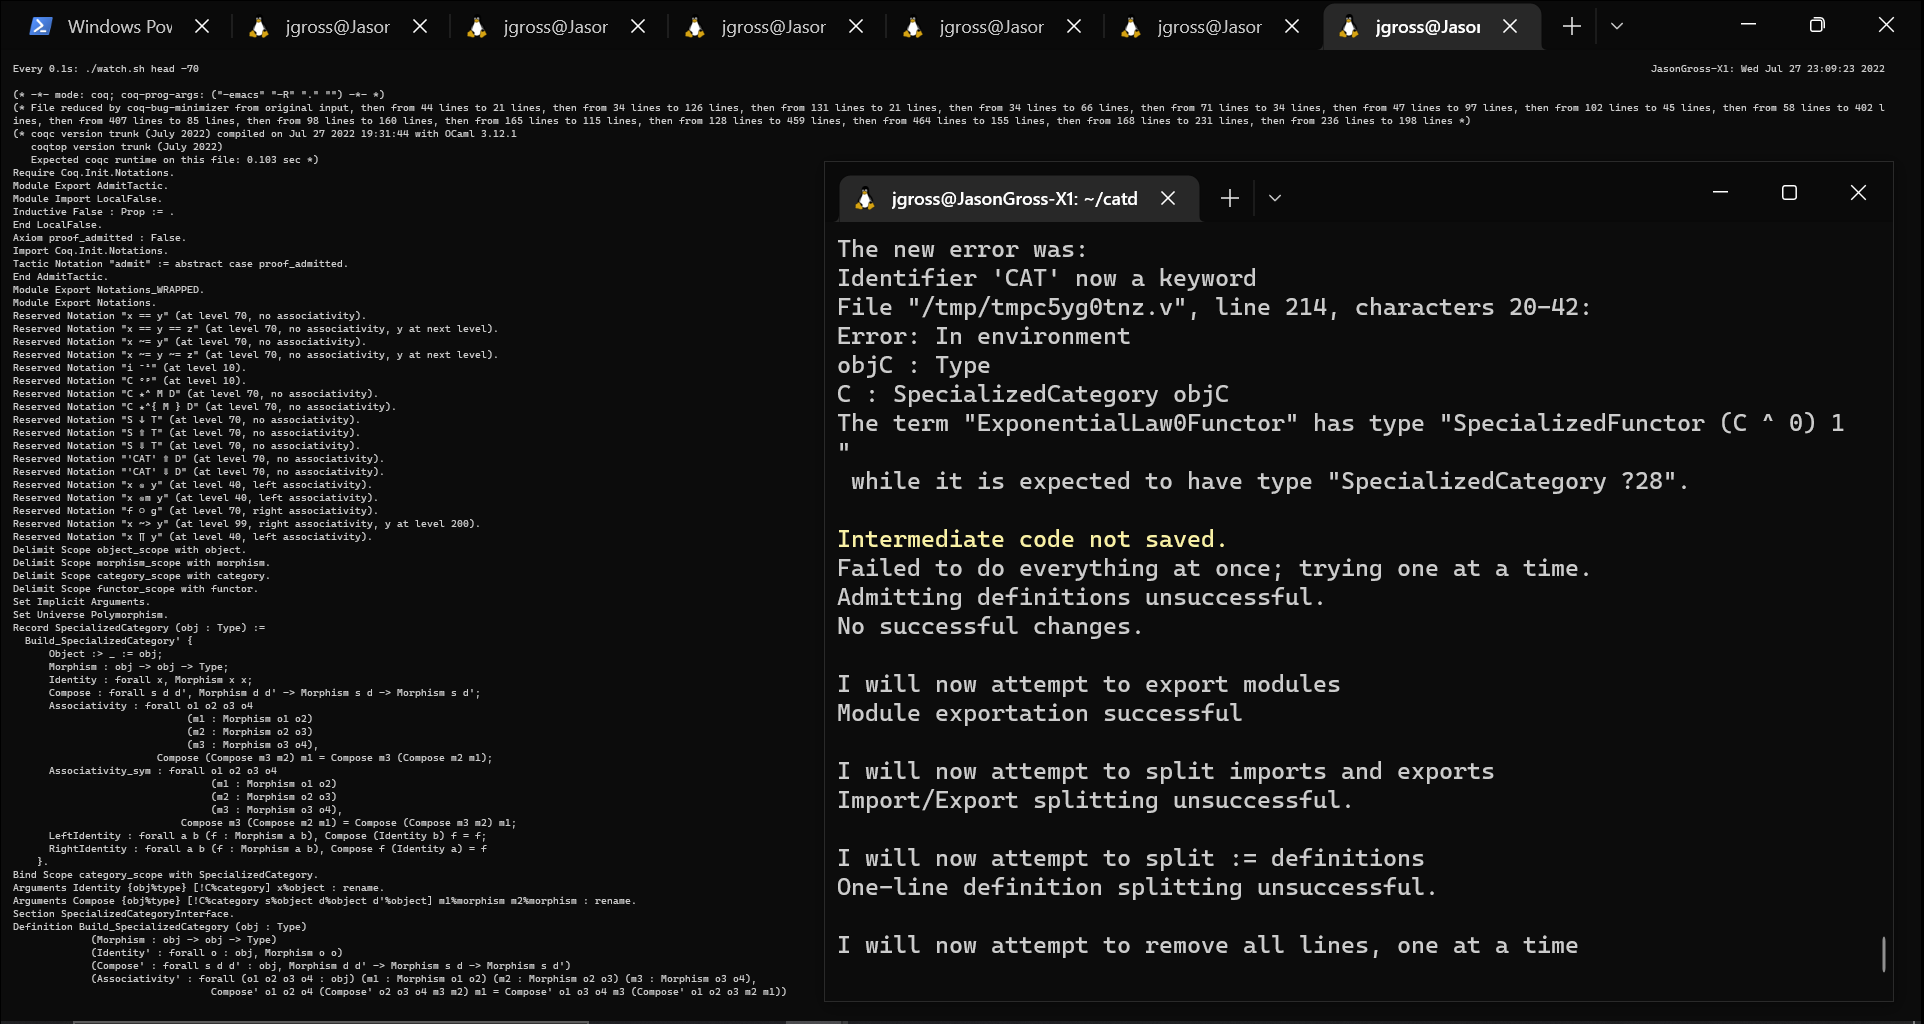 Windows Pow
jgross@Jasor
jgross@Jasor
jgross@Jasor
jgross@Jasor
jgross@Jasor
jgross@Jasor
Every 0.1s: ./watch.sh head -70
JasonGross-X1: Wed Jul 27 23:09:23 2022
(* -*- mode: coq; coq-prog-args: ("-emacs" "-R" "." "") -*- *)
(* File reduced by coq-bug-minimizer from original input, then from 44 lines to 21 lines, then from 34 lines to 126 lines, then from 131 lines to 21 lines, then from 34 lines to 66 lines, then from 71 lines to 34 lines, then from 47 lines to 97 lines, then from 102 lines to 45 lines, then from 58 lines to 402 l
ines, then from 407 lines to 85 lines, then from 98 lines to 160 lines, then from 165 lines to 115 lines, then from 128 lines to 459 lines, then from 464 lines to 155 lines, then from 168 lines to 231 lines, then from 236 lines to 198 lines *)
(* coqc version trunk (July 2022) compiled on Jul 27 2022 19:31:44 with OCaml 3.12.1
coqtop version trunk (July 2022)
Expected coqc runtime on this file: 0.103 sec *)
Require Coq.Init.Notations.
Module Export AdmitTactic.
Module Import LocalFalse.
Inductive False : Prop := .
End LocalFalse.
Axiom proof_admitted : False.
Import Coq.Init.Notations.
Tactic Notation "admit" := abstract case proof_admitted.
End AdmitTactic.
Module Export Notations_WRAPPED.
Module Export Notations.
Reserved Notation "x == y" (at level 70, no associativity).
Reserved Notation "x == y == z" (at level 70, no associativity, y at next level).
Reserved Notation "x ~= y" (at level 70, no associativity).
Reserved Notation "x ~= y ~= z" (at level 70, no associativity, y at next level).
Reserved Notation "i ⁻¹" (at level 10).
Reserved Notation "C ᵒᵖ" (at level 10).
Reserved Notation "C ★^ M D" (at level 70, no associativity).
Reserved Notation "C ★^{ M } D" (at level 70, no associativity).
Reserved Notation "S ↓ T" (at level 70, no associativity).
Reserved Notation "S ⇑ T" (at level 70, no associativity).
Reserved Notation "S ⇓ T" (at level 70, no associativity).
Reserved Notation "'CAT' ⇑ D" (at level 70, no associativity).
Reserved Notation "'CAT' ⇓ D" (at level 70, no associativity).
Reserved Notation "x ⊗ y" (at level 40, left associativity).
Reserved Notation "x ⊗m y" (at level 40, left associativity).
Reserved Notation "f ○ g" (at level 70, right associativity).
Reserved Notation "x ~> y" (at level 99, right associativity, y at level 200).
Reserved Notation "x ∏ y" (at level 40, left associativity).
Delimit Scope object_scope with object.
Delimit Scope morphism_scope with morphism.
Delimit Scope category_scope with category.
Delimit Scope functor_scope with functor.
Set Implicit Arguments.
Set Universe Polymorphism.
Record SpecializedCategory (obj : Type) :=
Build_SpecializedCategory' {
Object :> _ := obj;
Morphism : obj -> obj -> Type;
Identity : forall x, Morphism x x;
Compose : forall s d d', Morphism d d' -> Morphism s d -> Morphism s d';
Associativity : forall o1 o2 o3 o4
(m1 : Morphism o1 o2)
(m2 : Morphism o2 o3)
(m3 : Morphism o3 o4),
Compose (Compose m3 m2) m1 = Compose m3 (Compose m2 m1);
Associativity_sym : forall o1 o2 o3 o4
(m1 : Morphism o1 o2)
(m2 : Morphism o2 o3)
(m3 : Morphism o3 o4),
Compose m3 (Compose m2 m1) = Compose (Compose m3 m2) m1;
LeftIdentity : forall a b (f : Morphism a b), Compose (Identity b) f = f;
RightIdentity : forall a b (f : Morphism a b), Compose f (Identity a) = f
}.
Bind Scope category_scope with SpecializedCategory.
Arguments Identity {obj%type} [!C%category] x%object : rename.
Arguments Compose {obj%type} [!C%category s%object d%object d'%object] m1%morphism m2%morphism : rename.
Section SpecializedCategoryInterface.
Definition Build_SpecializedCategory (obj : Type)
(Morphism : obj -> obj -> Type)
(Identity' : forall o : obj, Morphism o o)
(Compose' : forall s d d' : obj, Morphism d d' -> Morphism s d -> Morphism s d')
(Associativity' : forall (o1 o2 o3 o4 : obj) (m1 : Morphism o1 o2) (m2 : Morphism o2 o3) (m3 : Morphism o3 o4),
Compose' o1 o2 o4 (Compose' o2 o3 o4 m3 m2) m1 = Compose' o1 o3 o4 m3 (Compose' o1 o2 o3 m2 m1))
jgross@JasonGross-X1: ~/catd
The new error was:
Identifier 'CAT' now a keyword
File "/tmp/tmpc5yg0tnz.v", line 214, characters 20-42:
Error: In environment
objC : Type
C : SpecializedCategory objC
The term "ExponentialLaw0Functor" has type "SpecializedFunctor (C ^ 0) 1
"
while it is expected to have type "SpecializedCategory ?28".
Intermediate code not saved.
Failed to do everything at once; trying one at a time.
Admitting definitions unsuccessful.
No successful changes.
I will now attempt to export modules
Module exportation successful
I will now attempt to split imports and exports
Import/Export splitting unsuccessful.
I will now attempt to split := definitions
One-line definition splitting unsuccessful.
I will now attempt to remove all lines, one at a time